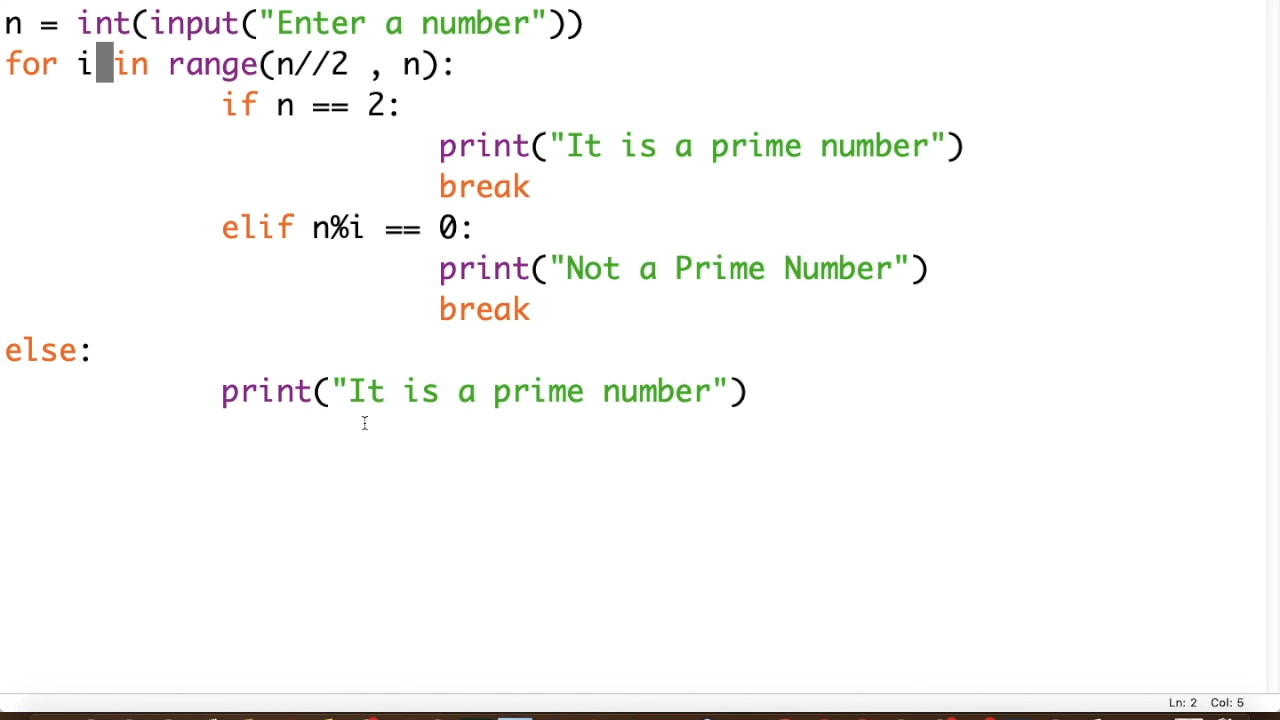 n = int(input("Enter a number"))
for i in range(n//2 , n):
            if n == 2:
                        print("It is a prime number")
                        break
            elif n%i == 0:
                        print("Not a Prime Number")
                        break
else:
            print("It is a prime number")
Ln: 2 Col: 5